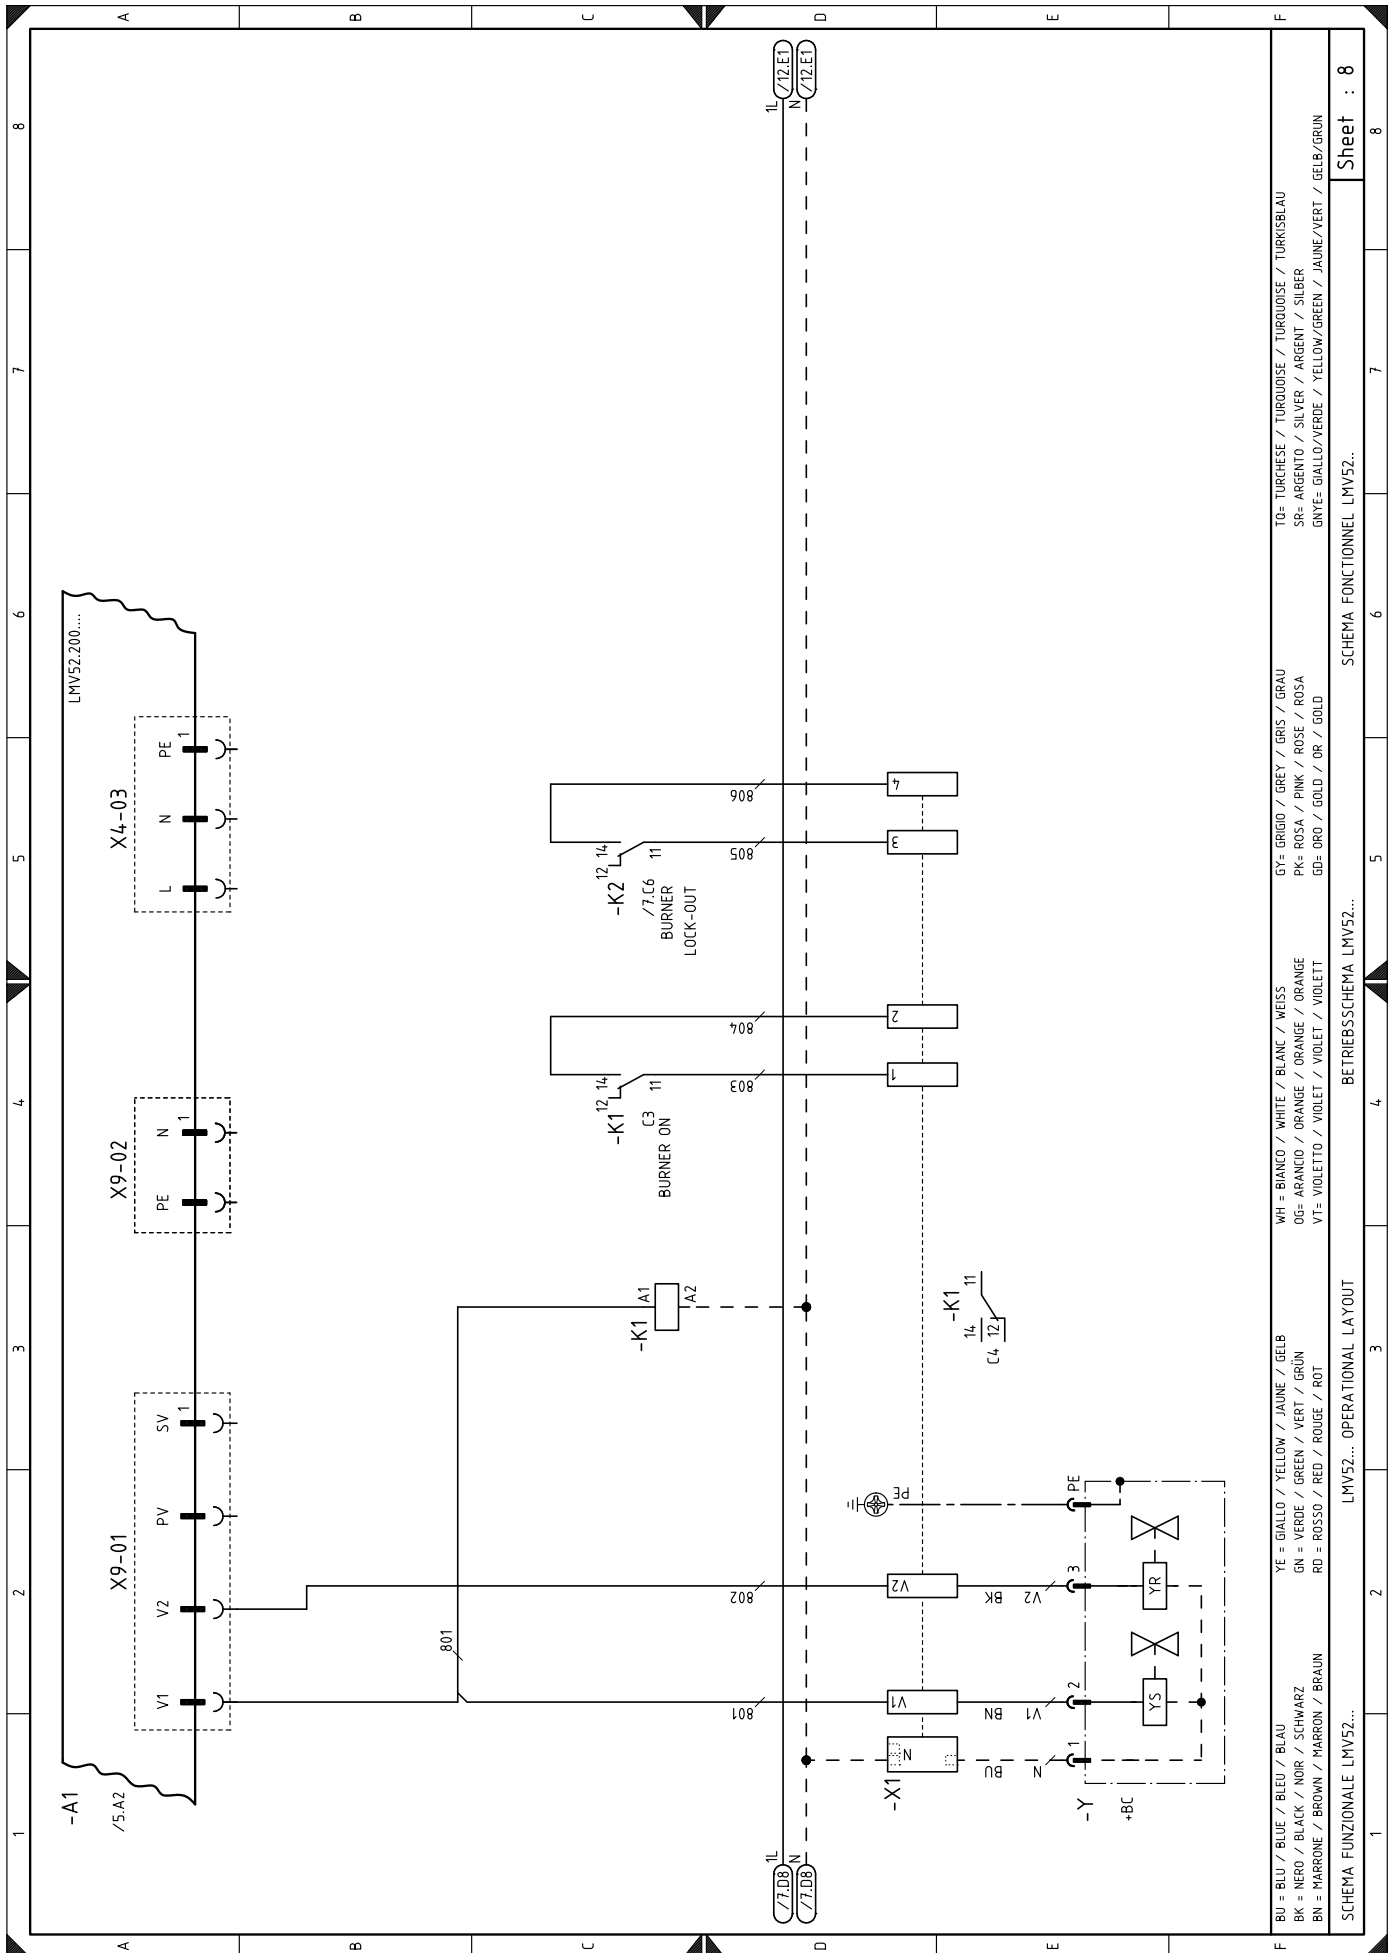 1 2 3 4 5 6 7 8
A
B
C
D
E
F
-A1
/5.A2
LMV52.200....
X9-01
V1 V2 PV SV
1
X9-02
PE N
1
X4-03
L N PE
1
801
-K1
A1
A2
-K1
12 14
11
C3
BURNER ON
-K2
12 14
11
/7.C6
BURNER
LOCK-OUT
801 802 803 804 805 806
/7.D8 1L 1L /12.E1
/7.D8 N N /12.E1
-X1
N V1 V2 1 2 3 4
PE
BU BN BK
N V1 V2
-K1
14 11
12
C4
-Y
+BC
1 2 3 PE
YS YR
BU = BLU / BLUE / BLEU / BLAU
BK = NERO / BLACK / NOIR / SCHWARZ
BN = MARRONE / BROWN / MARRON / BRAUN
YE = GIALLO / YELLOW / JAUNE / GELB
GN = VERDE / GREEN / VERT / GRÜN
RD = ROSSO / RED / ROUGE / ROT
WH = BIANCO / WHITE / BLANC / WEISS
OG= ARANCIO / ORANGE / ORANGE / ORANGE
VT= VIOLETTO / VIOLET / VIOLET / VIOLETT
GY= GRIGIO / GREY / GRIS / GRAU
PK= ROSA / PINK / ROSE / ROSA
GD= ORO / GOLD / OR / GOLD
TQ= TURCHESE / TURQUOISE / TURQUOISE / TURKISBLAU
SR= ARGENTO / SILVER / ARGENT / SILBER
GNYE= GIALLO/VERDE / YELLOW/GREEN / JAUNE/VERT / GELB/GRUN
SCHEMA FUNZIONALE LMV52...
LMV52... OPERATIONAL LAYOUT
BETRIEBSSCHEMA LMV52...
SCHEMA FONCTIONNEL LMV52..
Sheet : 8
1 2 3 4 5 6 7 8
A
B
C
D
E
F